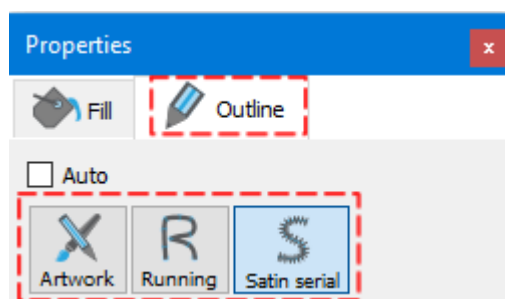 Properties x
Fill Outline
Auto
Artwork Running Satin serial